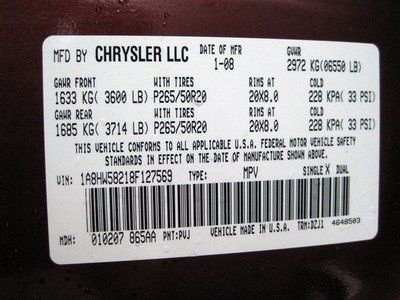 MFD BY CHRYSLER LLC DATE OF MFR GVWR
1-08 2972 KG(06550 LB)
GAWR FRONT WITH TIRES RIMS AT COLD
1633 KG( 3600 LB) P265/50R20 20X8.0 228 KPA( 33 PSI)
GAWR REAR WITH TIRES RIMS AT COLD
1685 KG( 3714 LB) P265/50R20 20X8.0 228 KPA( 33 PSI)
THIS VEHICLE CONFORMS TO ALL APPLICABLE U.S.A. FEDERAL MOTOR VEHICLE SAFETY
STANDARDS IN EFFECT ON THE DATE OF MANUFACTURE SHOWN ABOVE.
VIN: 1A8HW58218F127569 TYPE: MPV SINGLE X DUAL
MDH: 010207 865AA PNT:PVJ VEHICLE MADE IN U.S.A. TRM:DZJ1 4648503